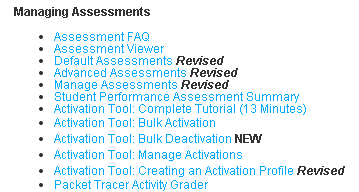 Managing Assessments
Assessment FAQ
Assessment Viewer
Default Assessments Revised
Advanced Assessments Revised
Manage Assessments Revised
Student Performance Assessment Summary
Activation Tool: Complete Tutorial (13 Minutes)
Activation Tool: Bulk Activation
Activation Tool: Bulk Deactivation NEW
Activation Tool: Manage Activations
Activation Tool: Creating an Activation Profile Revised
Packet Tracer Activity Grader